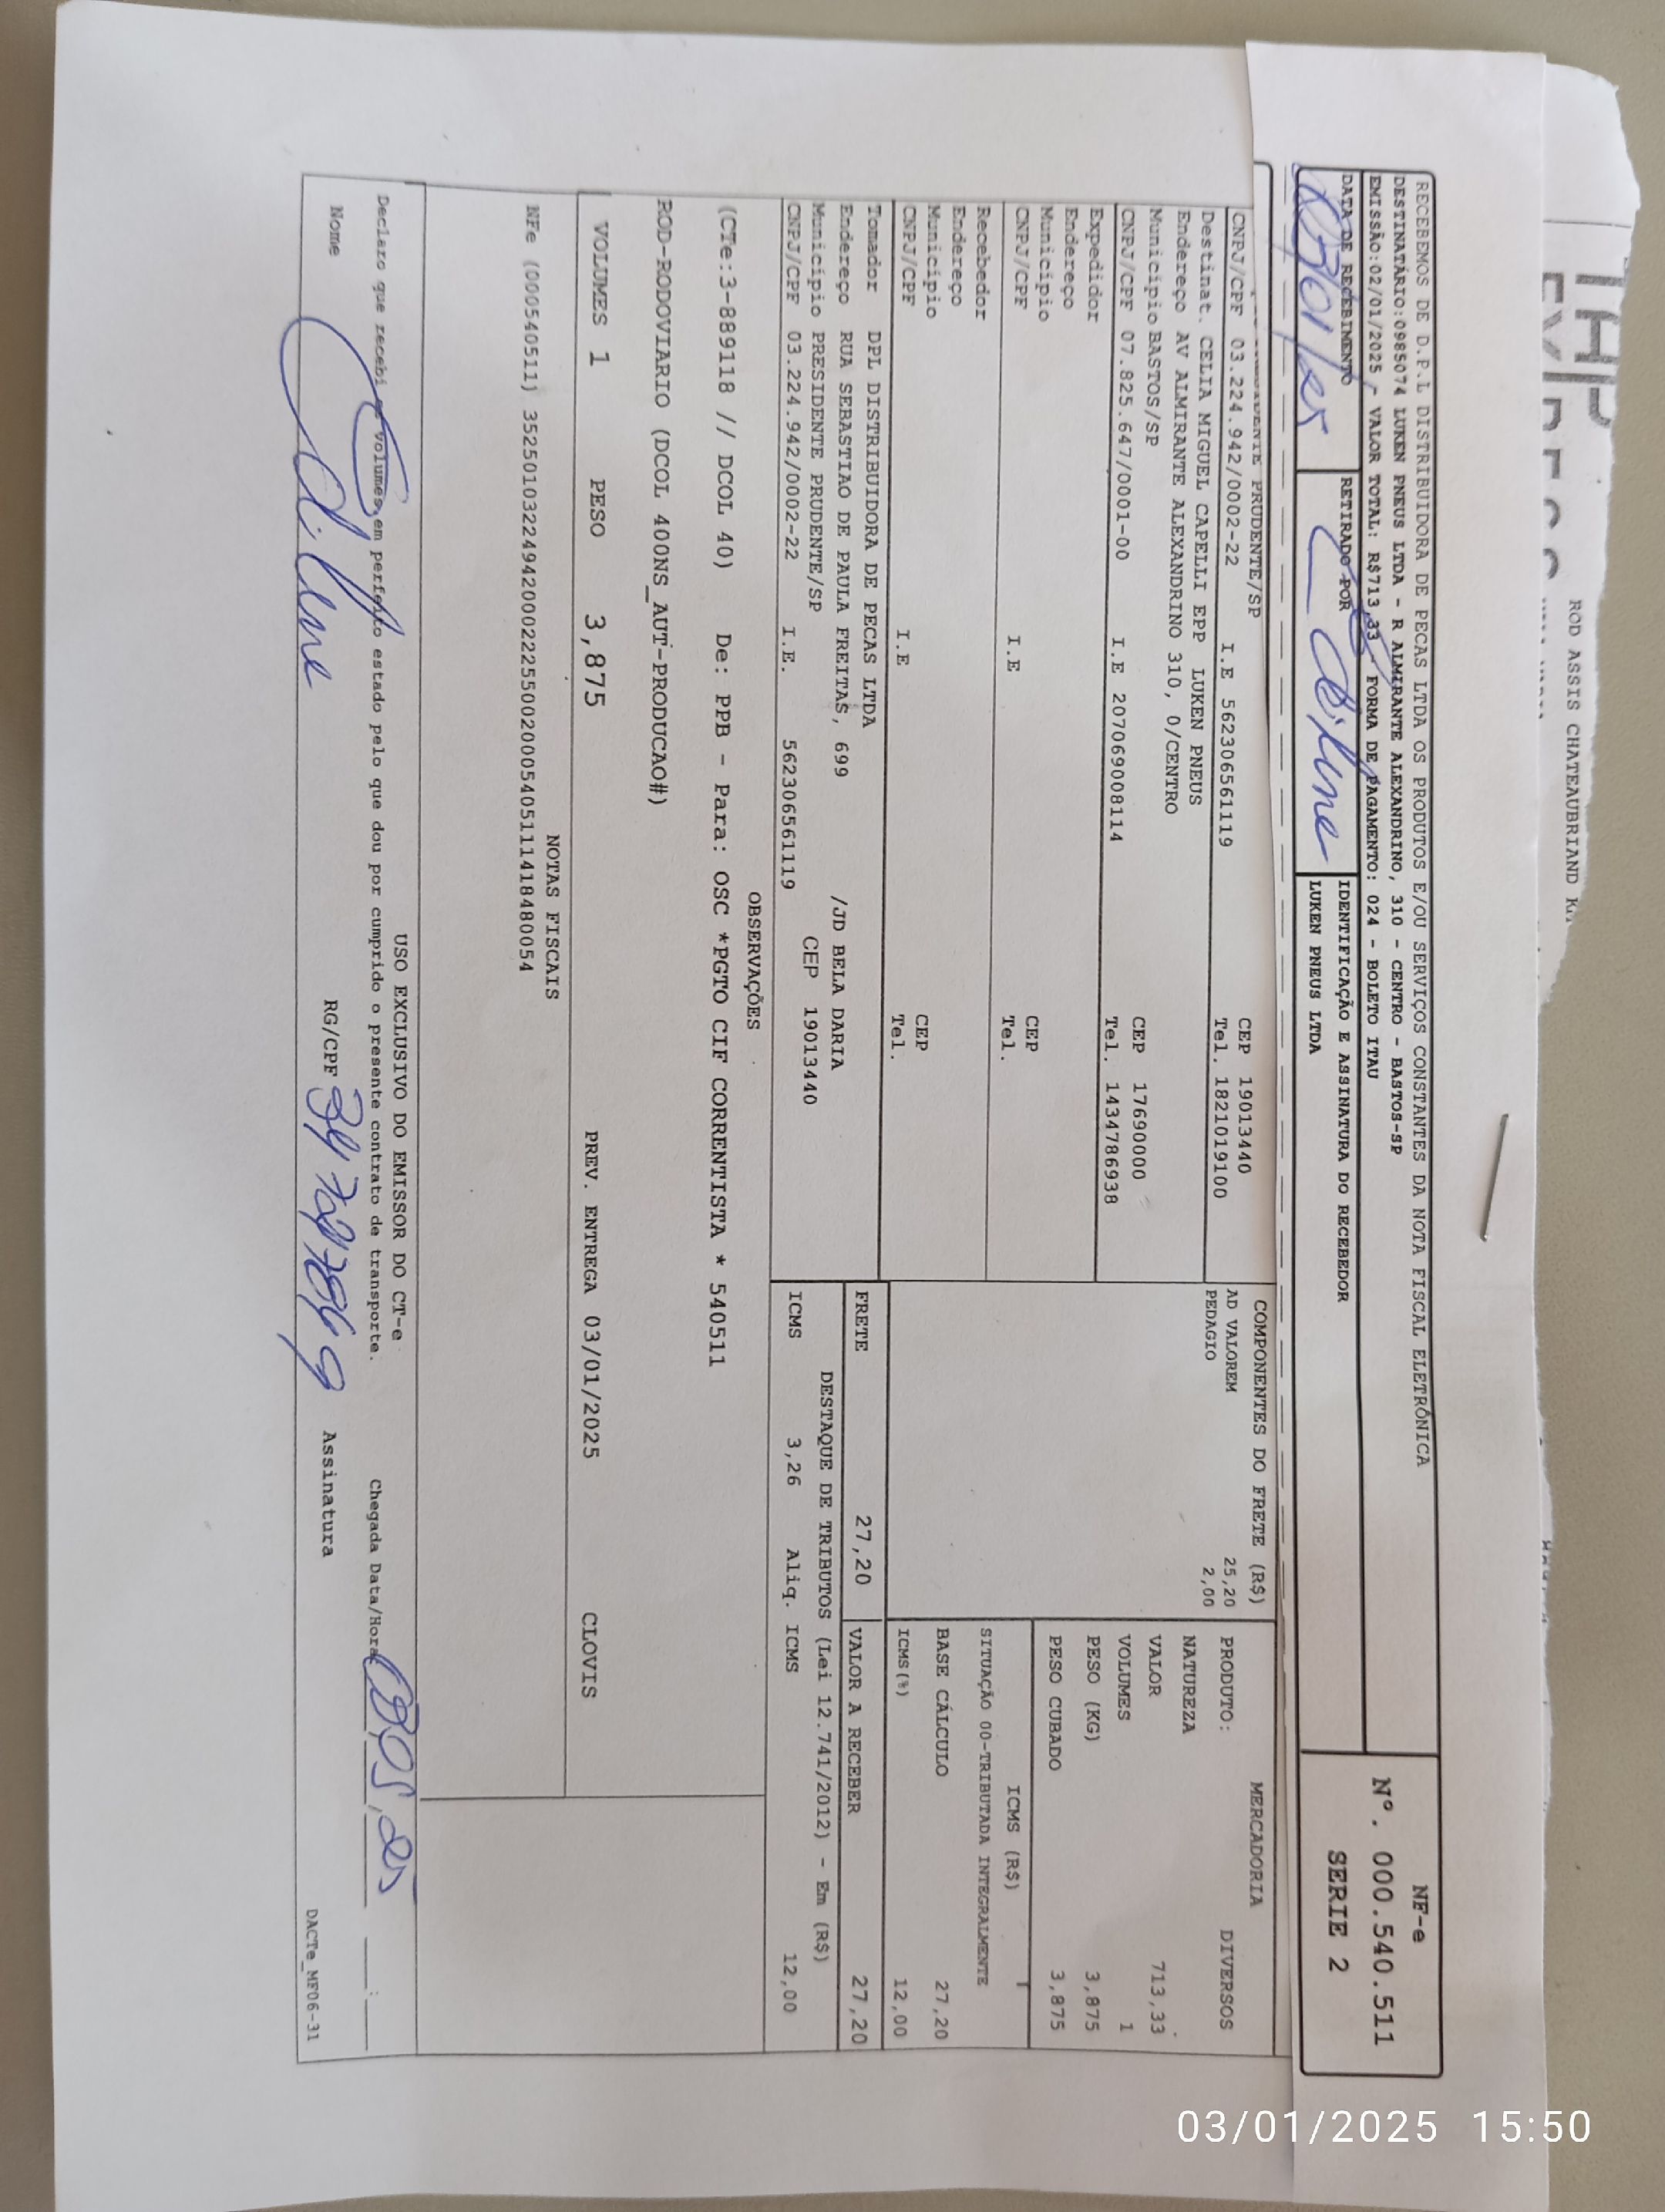 ROD ASSIS CHATEAUBRIAND
RECEBEMOS DE D.P.L DISTRIBUIDORA DE PECAS LTDA OS PRODUTOS E/OU SERVIÇOS CONSTANTES DA NOTA FISCAL ELETRÔNICA
DESTINATÁRIO:0985074 LUKEN PNEUS LTDA - R ALMIRANTE ALEXANDRINO, 310 - CENTRO - BASTOS-SP
EMISSÃO:02/01/2025 - VALOR TOTAL: R$713,33 - FORMA DE PAGAMENTO: 024 - BOLETO ITAU
NF-e
Nº. 000.540.511
SERIE 2
DATA DE RECEBIMENTO
RETIRADO POR
IDENTIFICAÇÃO E ASSINATURA DO RECEBEDOR
LUKEN PNEUS LTDA
PRUDENTE/SP
CEP 19013440
CNPJ/CPF 03.224.942/0002-22 I.E 562306561119 Tel. 1821019100
Destinat. CELIA MIGUEL CAPELLI EPP LUKEN PNEUS
Endereço AV ALMIRANTE ALEXANDRINO 310, 0/CENTRO
Município BASTOS/SP CEP 17690000
CNPJ/CPF 07.825.647/0001-00 I.E 207069008114 Tel. 1434786938
Expedidor
Endereço
Município CEP
CNPJ/CPF I.E Tel.
Recebedor
Endereço
Município CEP
CNPJ/CPF I.E Tel.
Tomador DPL DISTRIBUIDORA DE PECAS LTDA
Endereço RUA SEBASTIAO DE PAULA FREITAS, 699 /JD BELA DARIA
Município PRESIDENTE PRUDENTE/SP CEP 19013440
CNPJ/CPF 03.224.942/0002-22 I.E. 562306561119
COMPONENTES DO FRETE (R$)
AD VALOREM 25,20
PEDAGIO 2,00
MERCADORIA
PRODUTO: DIVERSOS
NATUREZA
VALOR 713,33
VOLUMES 1
PESO (KG) 3,875
PESO CUBADO 3,875
ICMS (R$)
SITUAÇÃO 00-TRIBUTADA INTEGRALMENTE
BASE CÁLCULO 27,20
ICMS(%) 12,00
FRETE 27,20
VALOR A RECEBER 27,20
DESTAQUE DE TRIBUTOS (Lei 12.741/2012) - Em (R$)
ICMS 3,26 Aliq. ICMS 12,00
OBSERVAÇÕES
(CTe:3-889118 // DCOL 40) De: PPB - Para: OSC *PGTO CIF CORRENTISTA * 540511
ROD-RODOVIARIO (DCOL 400NS_AUT-PRODUCAO#)
VOLUMES 1 PESO 3,875 PREV. ENTREGA 03/01/2025 CLOVIS
NOTAS FISCAIS
NFe (000540511) 35250103224942000222550020005405111418480054
USO EXCLUSIVO DO EMISSOR DO CT-e
Declaro que recebi os volumes em perfeito estado pelo que dou por cumprido o presente contrato de transporte. Chegada Data/Hora
Nome RG/CPF Assinatura
DACTe_MF06-31
03/01/2025 15:50